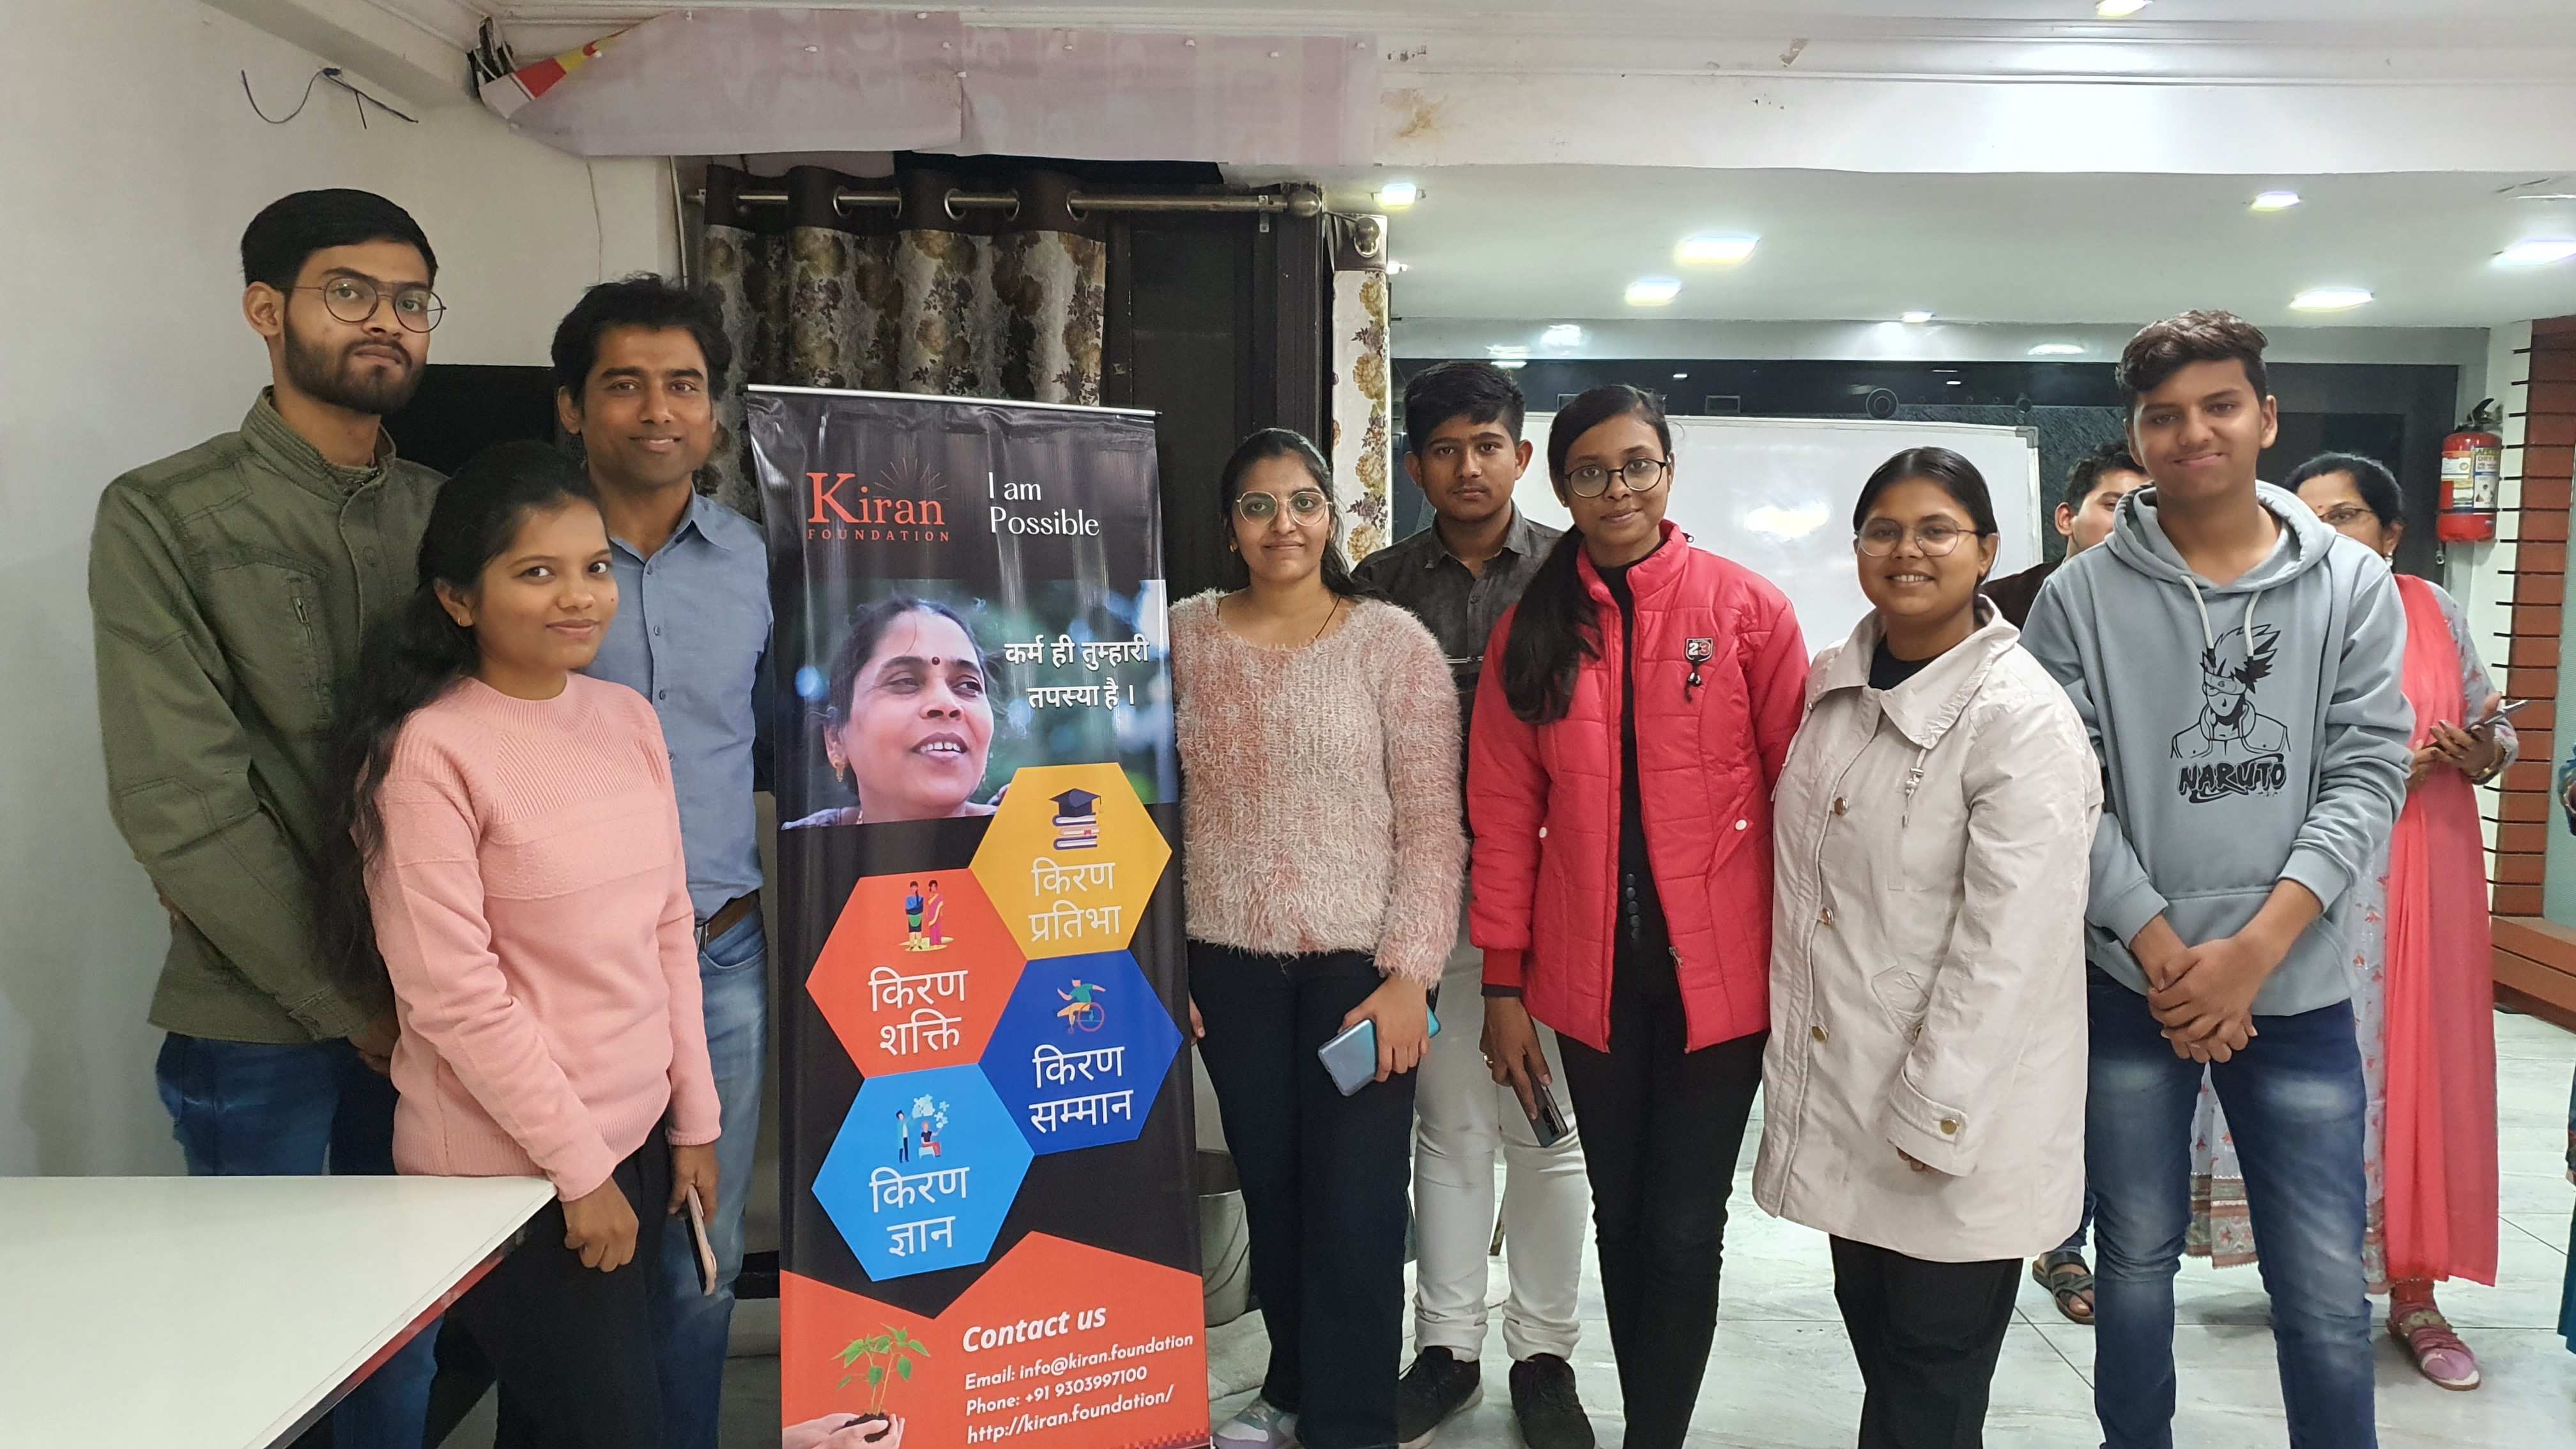 Kiran
FOUNDATION
I am
Possible
कर्म ही तुम्हारी
तपस्या है ।
किरण
प्रतिभा
किरण
शक्ति
किरण
सम्मान
किरण
ज्ञान
Contact us
Email: info@kiran.foundation
Phone: +91 9303997100
http://kiran.foundation/
23
NARUTO